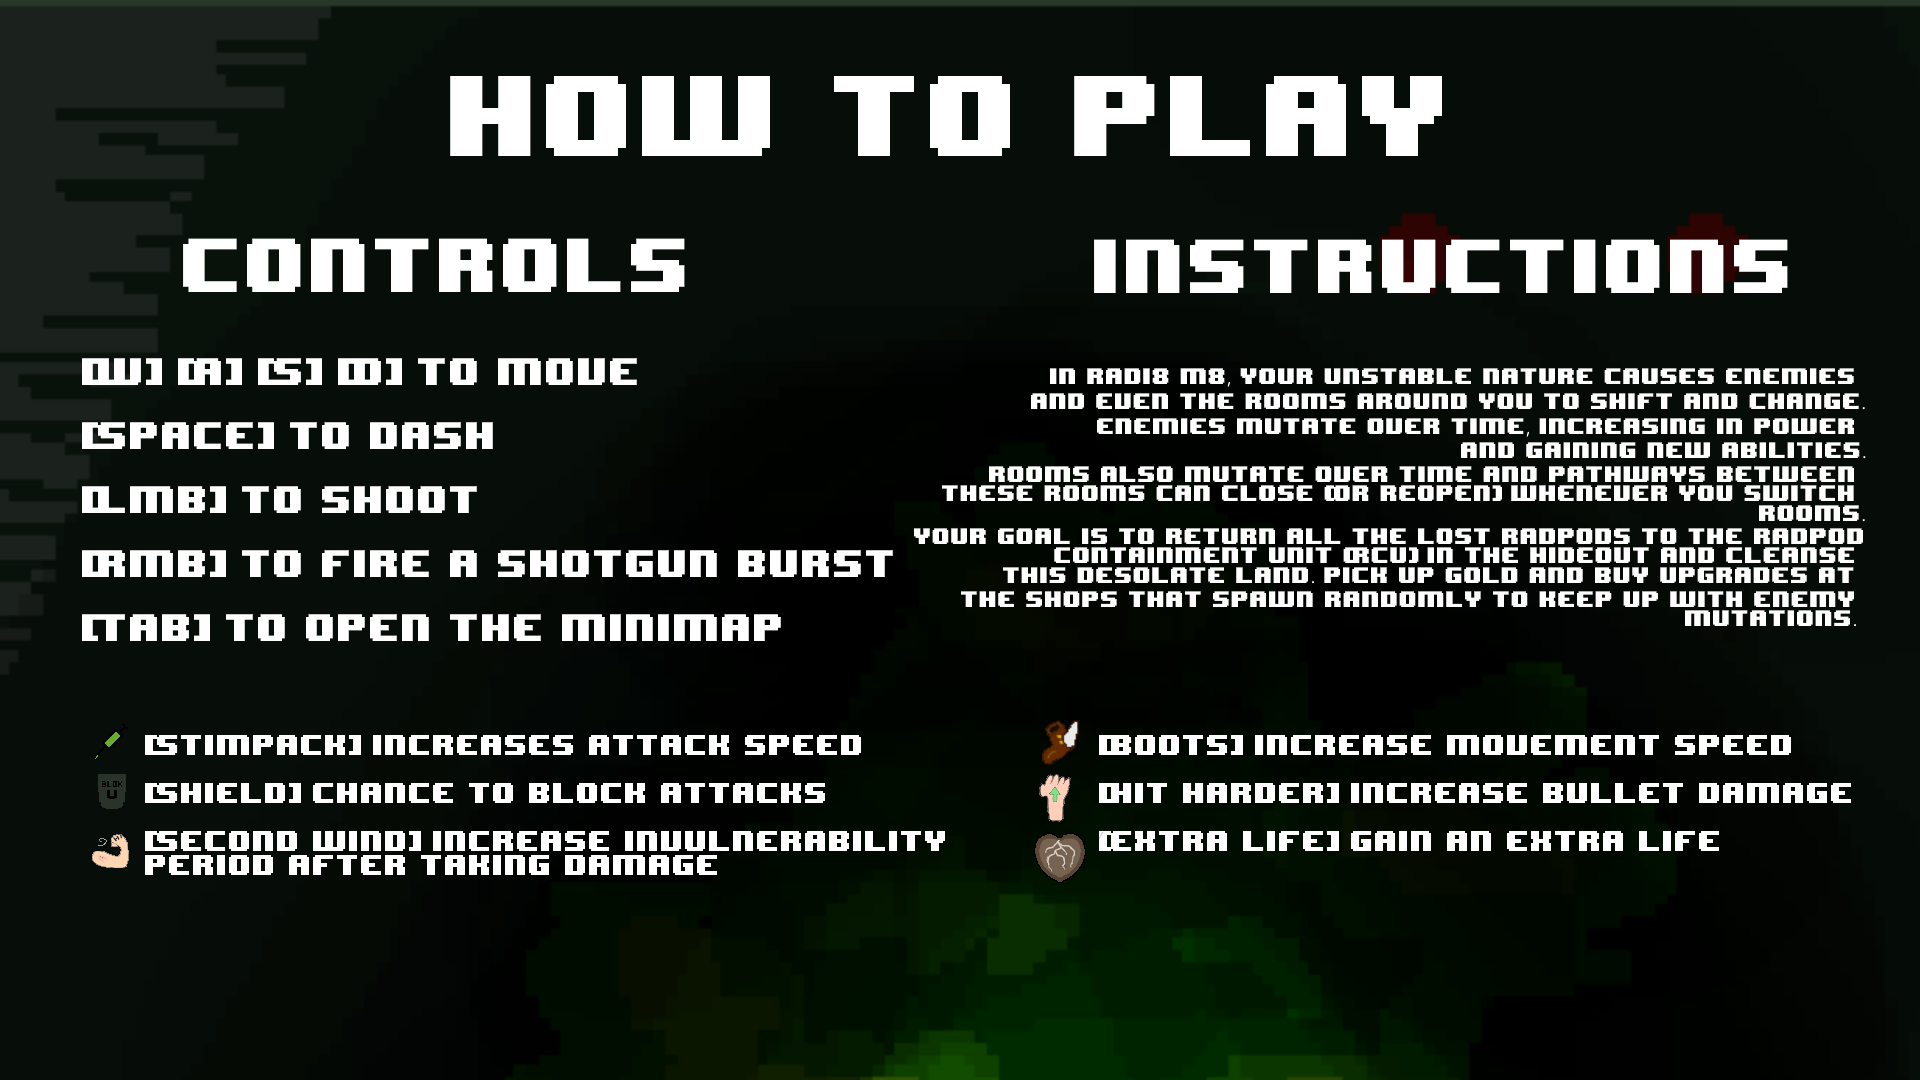 HOW TO PLAY
CONTROLS
[W] [A] [S] [D] TO MOVE
[SPACE] TO DASH
[LMB] TO SHOOT
[RMB] TO FIRE A SHOTGUN BURST
[TAB] TO OPEN THE MINIMAP
INSTRUCTIONS
IN RADI8 M8, YOUR UNSTABLE NATURE CAUSES ENEMIES
AND EVEN THE ROOMS AROUND YOU TO SHIFT AND CHANGE.
ENEMIES MUTATE OVER TIME, INCREASING IN POWER
AND GAINING NEW ABILITIES.
ROOMS ALSO MUTATE OVER TIME AND PATHWAYS BETWEEN
THESE ROOMS CAN CLOSE (OR REOPEN) WHENEVER YOU SWITCH
ROOMS.
YOUR GOAL IS TO RETURN ALL THE LOST RADPODS TO THE RADPOD
CONTAINMENT UNIT (RCU) IN THE HIDEOUT AND CLEANSE
THIS DESOLATE LAND. PICK UP GOLD AND BUY UPGRADES AT
THE SHOPS THAT SPAWN RANDOMLY TO KEEP UP WITH ENEMY
MUTATIONS.
[STIMPACK] INCREASES ATTACK SPEED
BLOK
U
[SHIELD] CHANCE TO BLOCK ATTACKS
[SECOND WIND] INCREASE INVULNERABILITY
PERIOD AFTER TAKING DAMAGE
[BOOTS] INCREASE MOVEMENT SPEED
[HIT HARDER] INCREASE BULLET DAMAGE
[EXTRA LIFE] GAIN AN EXTRA LIFE